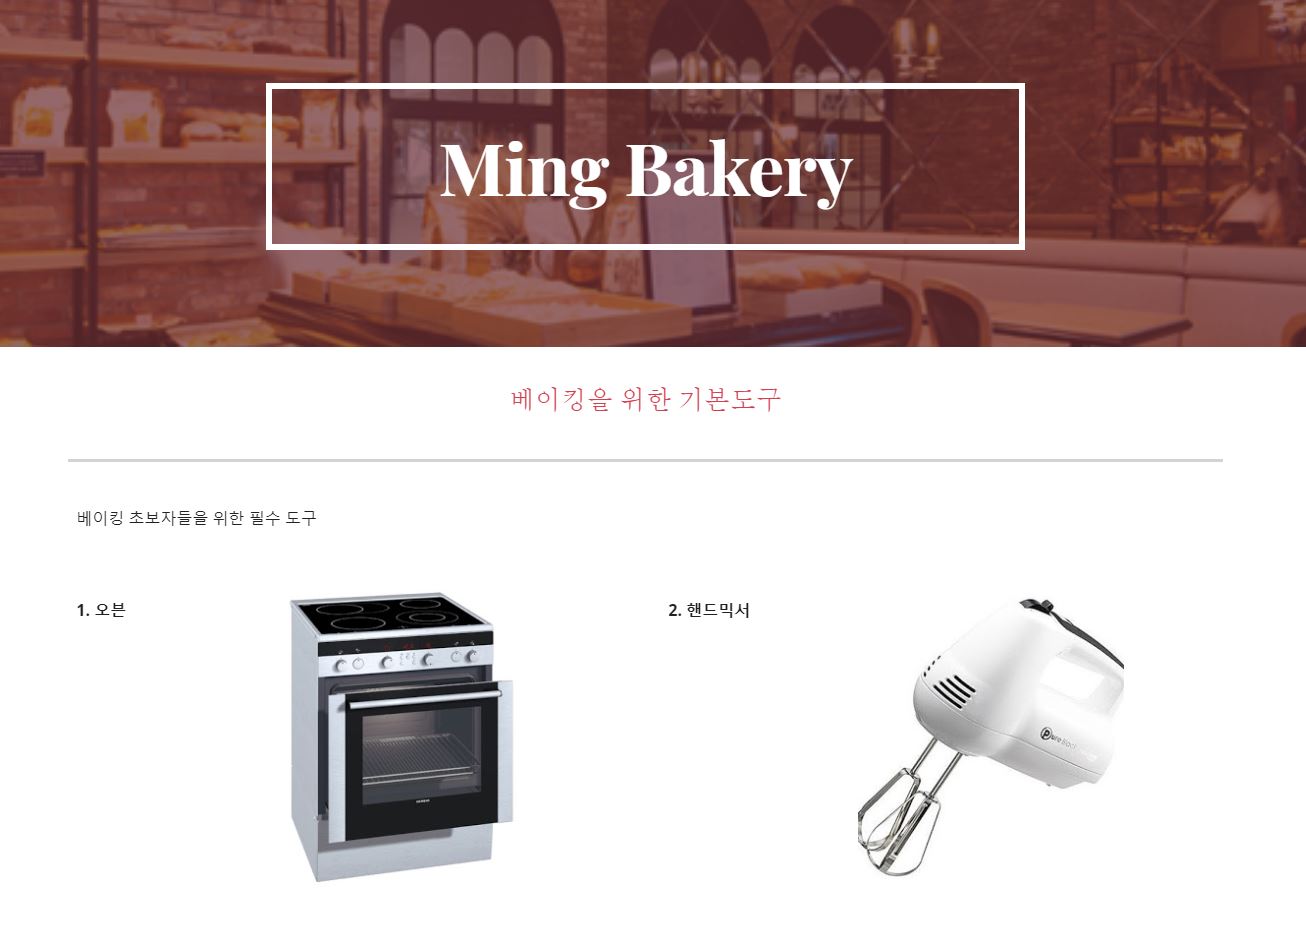 Ming Bakery
베이킹을 위한 기본도구
베이킹 초보자들을 위한 필수 도구
1. 오븐
2. 핸드믹서